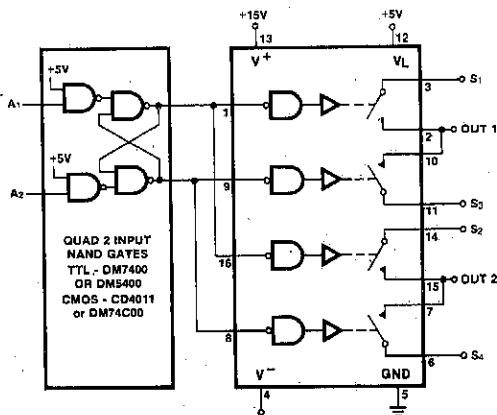 +15V
+5V
13
12
V+
VL
+5V
A1
1
3
S1
2
OUT 1
10
+5V
A2
9
11
S3
QUAD 2 INPUT
NAND GATES
TTL - DM7400
OR DM5400
CMOS - CD4011
or DM74C00
14
S2
16
15
OUT 2
7
8
6
S4
V−
GND
4
5